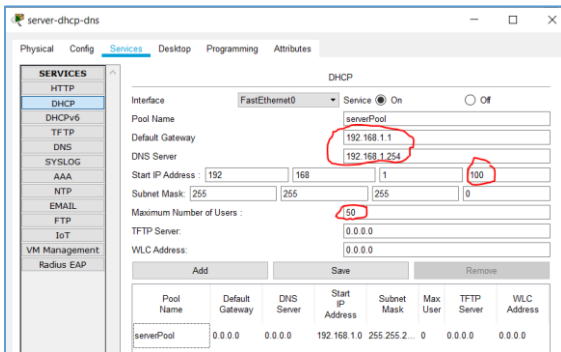 server-dhcp-dns
Physical Config Services Desktop Programming Attributes
SERVICES
HTTP
DHCP
DHCPv6
TFTP
DNS
SYSLOG
AAA
NTP
EMAIL
FTP
IoT
VM Management
Radius EAP
DHCP
Interface FastEthernet0 Service On Off
Pool Name serverPool
Default Gateway 192.168.1.1
DNS Server 192.168.1.254
Start IP Address : 192 168 1 100
Subnet Mask: 255 255 255 0
Maximum Number of Users : 50
TFTP Server: 0.0.0.0
WLC Address: 0.0.0.0
Add Save Remove
Pool Name Default Gateway DNS Server Start IP Address Subnet Mask Max User TFTP Server WLC Address
serverPool 0.0.0.0 0.0.0.0 192.168.1.0 255.255.2... 0 0.0.0.0 0.0.0.0